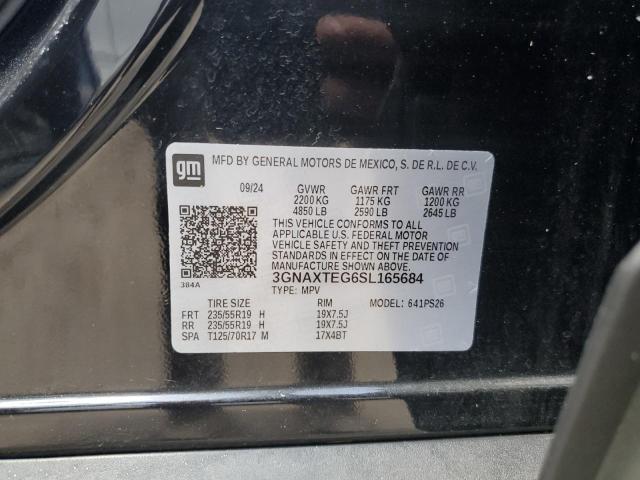 gm
MFD BY GENERAL MOTORS DE MEXICO, S. DE R.L. DE C.V.
09/24 GVWR GAWR FRT GAWR RR
2200 KG 1175 KG 1200 KG
4850 LB 2590 LB 2645 LB
THIS VEHICLE CONFORMS TO ALL
APPLICABLE U.S. FEDERAL MOTOR
VEHICLE SAFETY AND THEFT PREVENTION
STANDARDS IN EFFECT ON THE DATE OF
MANUFACTURE SHOWN ABOVE.
384A
3GNAXTEG6SL165684
TYPE: MPV MODEL: 641PS26
TIRE SIZE RIM
FRT 235/55R19 H 19X7.5J
RR 235/55R19 H 19X7.5J
SPA T125/70R17 M 17X4BT